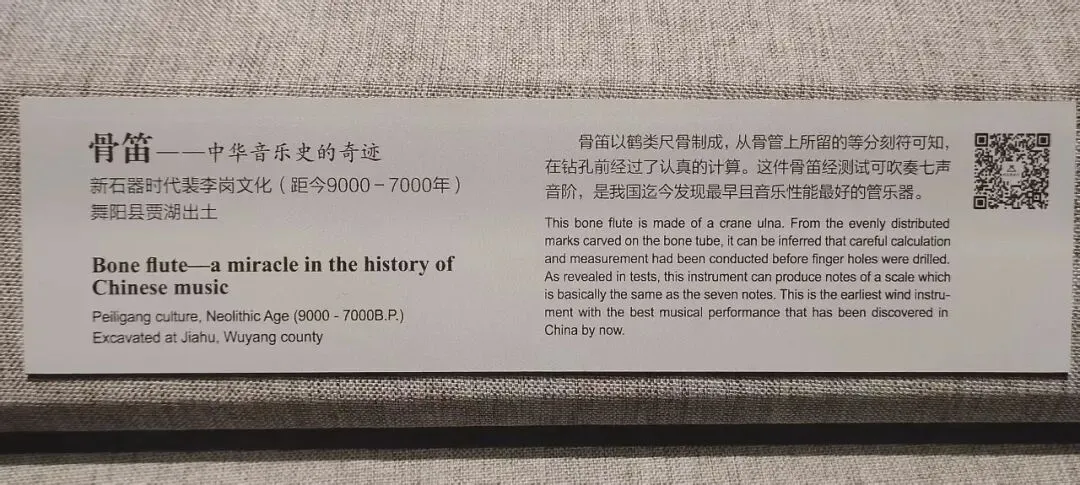 骨笛——中华音乐史的奇迹
新石器时代裴李岗文化（距今9000-7000年）
舞阳县贾湖出土
Bone flute—a miracle in the history of
Chinese music
Peiligang culture, Neolithic Age (9000 - 7000B.P.)
Excavated at Jiahu, Wuyang county
骨笛以鹤类尺骨制成，从骨管上所留的等分刻符可知，
在钻孔前经过了认真的计算。这件骨笛经测试可吹奏七声
音阶，是我国迄今发现最早且音乐性能最好的管乐器。
This bone flute is made of a crane ulna. From the evenly distributed
marks carved on the bone tube, it can be inferred that careful calculation
and measurement had been conducted before finger holes were drilled.
As revealed in tests, this instrument can produce notes of a scale which
is basically the same as the seven notes. This is the earliest wind instru-
ment with the best musical performance that has been discovered in
China by now.